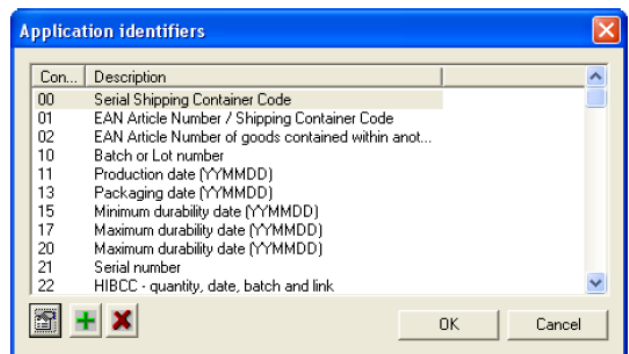 Application identifiers
Con... Description
00 Serial Shipping Container Code
01 EAN Article Number / Shipping Container Code
02 EAN Article Number of goods contained within anot...
10 Batch or Lot number
11 Production date (YYMMDD)
13 Packaging date (YYMMDD)
15 Minimum durability date (YYMMDD)
17 Maximum durability date (YYMMDD)
20 Maximum durability date (YYMMDD)
21 Serial number
22 HIBCC - quantity, date, batch and link
OK Cancel